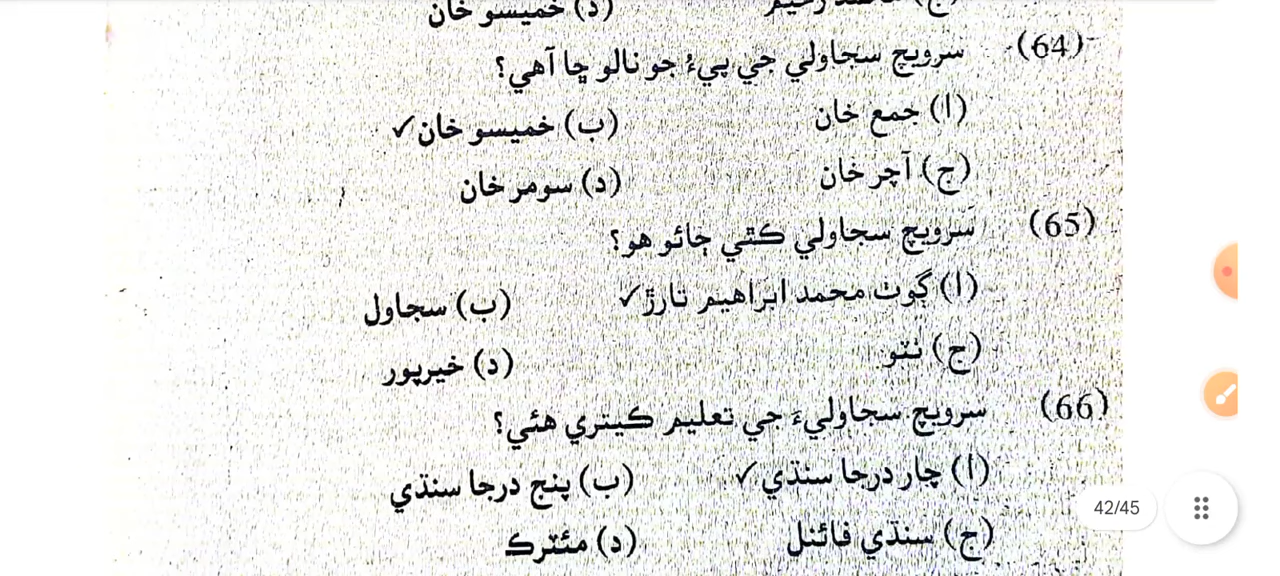 (د) خميسو خان
(64) سرويچ سجاولي جي پيءُ جو نالو ڇا آهي؟
(ا) جمع خان (ب) خميسو خان✓
(ج) آچر خان (د) سومر خان
(65) سرويچ سجاولي ڪٿي ڄائو هو؟
(ا) ڳوٺ محمد ابراهيم تارڙ✓ (ب) سجاول
(ج) ٺٽو (د) خيرپور
(66) سرويچ سجاوليءَ جي تعليم ڪيتري هئي؟
(ا) چار درجا سنڌي✓ (ب) پنج درجا سنڌي
(ج) سنڌي فائنل (د) مئٽرڪ
42/45